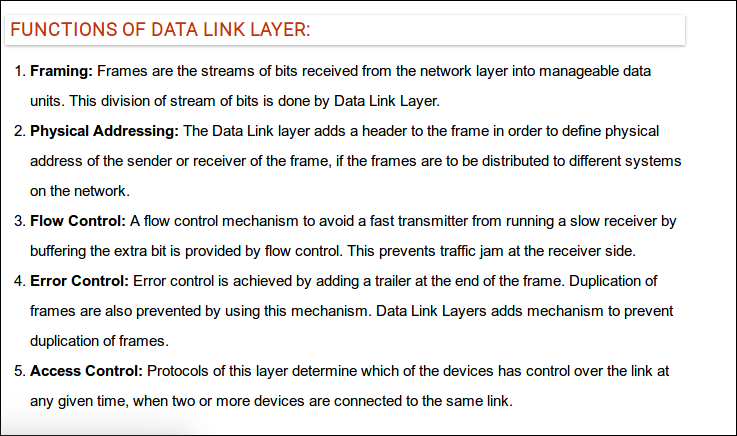 FUNCTIONS OF DATA LINK LAYER:
1. Framing: Frames are the streams of bits received from the network layer into manageable data
units. This division of stream of bits is done by Data Link Layer.
2. Physical Addressing: The Data Link layer adds a header to the frame in order to define physical
address of the sender or receiver of the frame, if the frames are to be distributed to different systems
on the network.
3. Flow Control: A flow control mechanism to avoid a fast transmitter from running a slow receiver by
buffering the extra bit is provided by flow control. This prevents traffic jam at the receiver side.
4. Error Control: Error control is achieved by adding a trailer at the end of the frame. Duplication of
frames are also prevented by using this mechanism. Data Link Layers adds mechanism to prevent
duplication of frames.
5. Access Control: Protocols of this layer determine which of the devices has control over the link at
any given time, when two or more devices are connected to the same link.